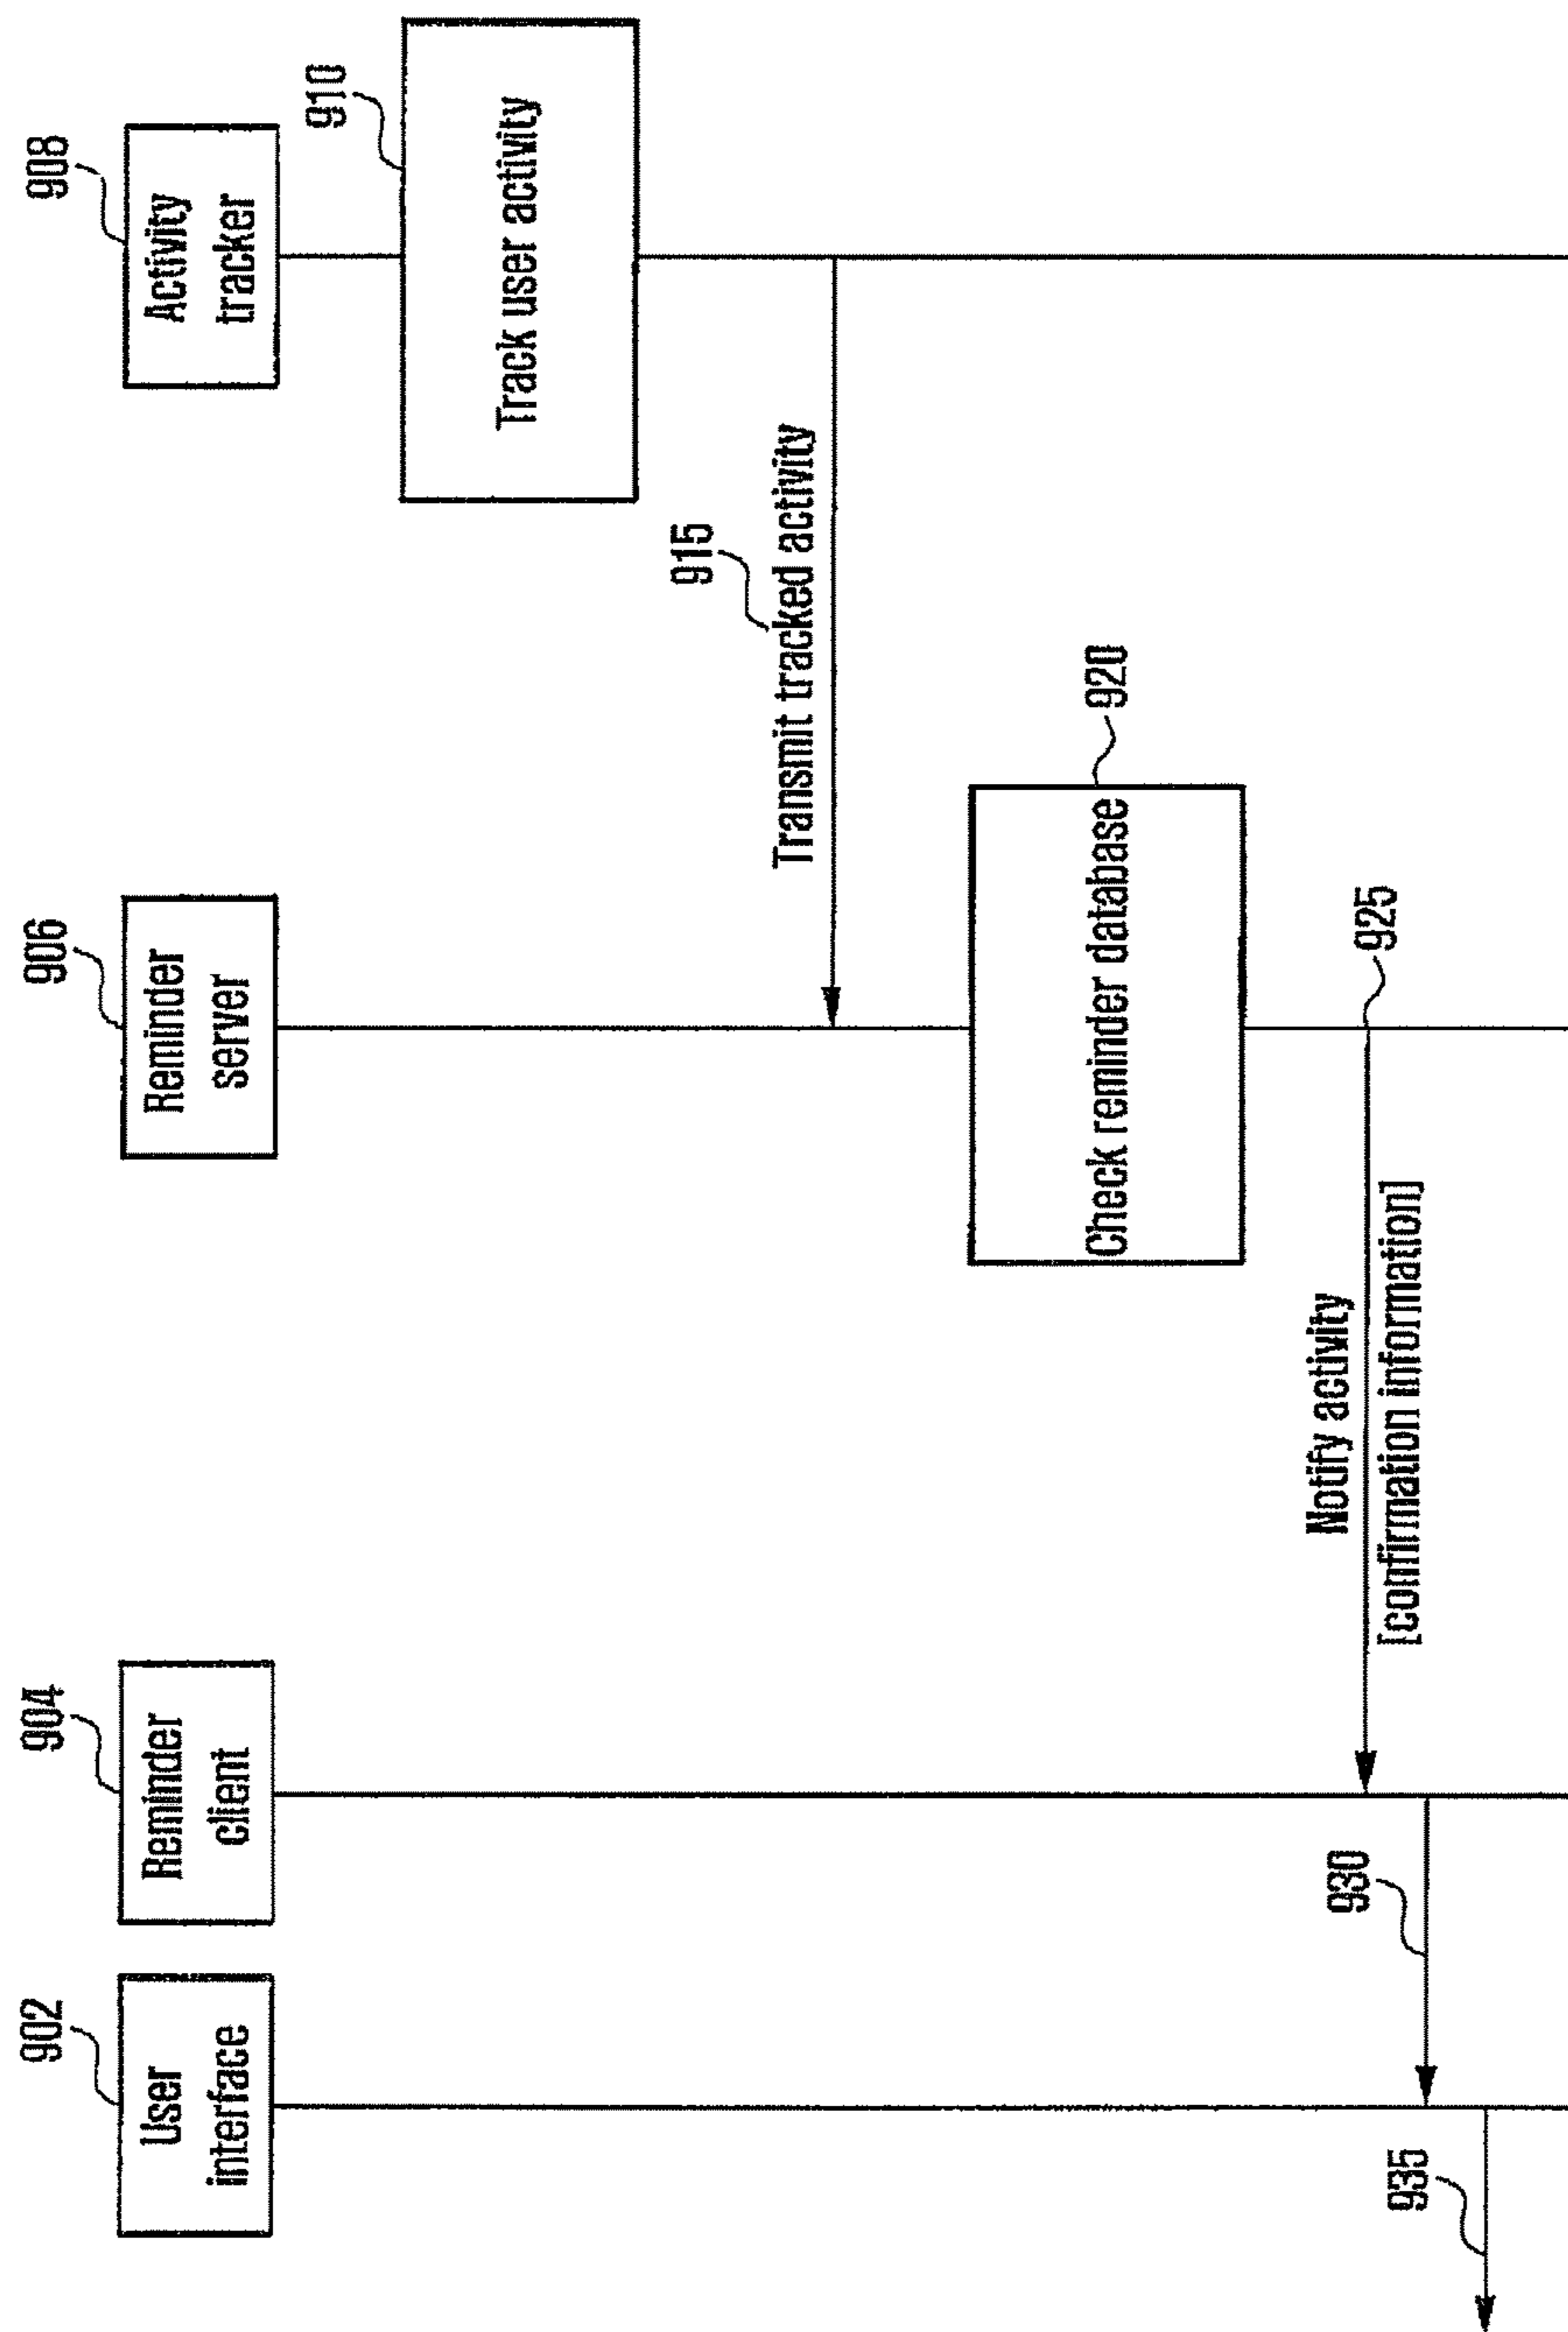 902
User
interface
904
Reminder
client
906
Reminder
server
908
Activity
tracker
910
Track user activity
915
Transmit tracked activity
Check reminder database
920
925
Notify activity
[confirmation information]
930
935